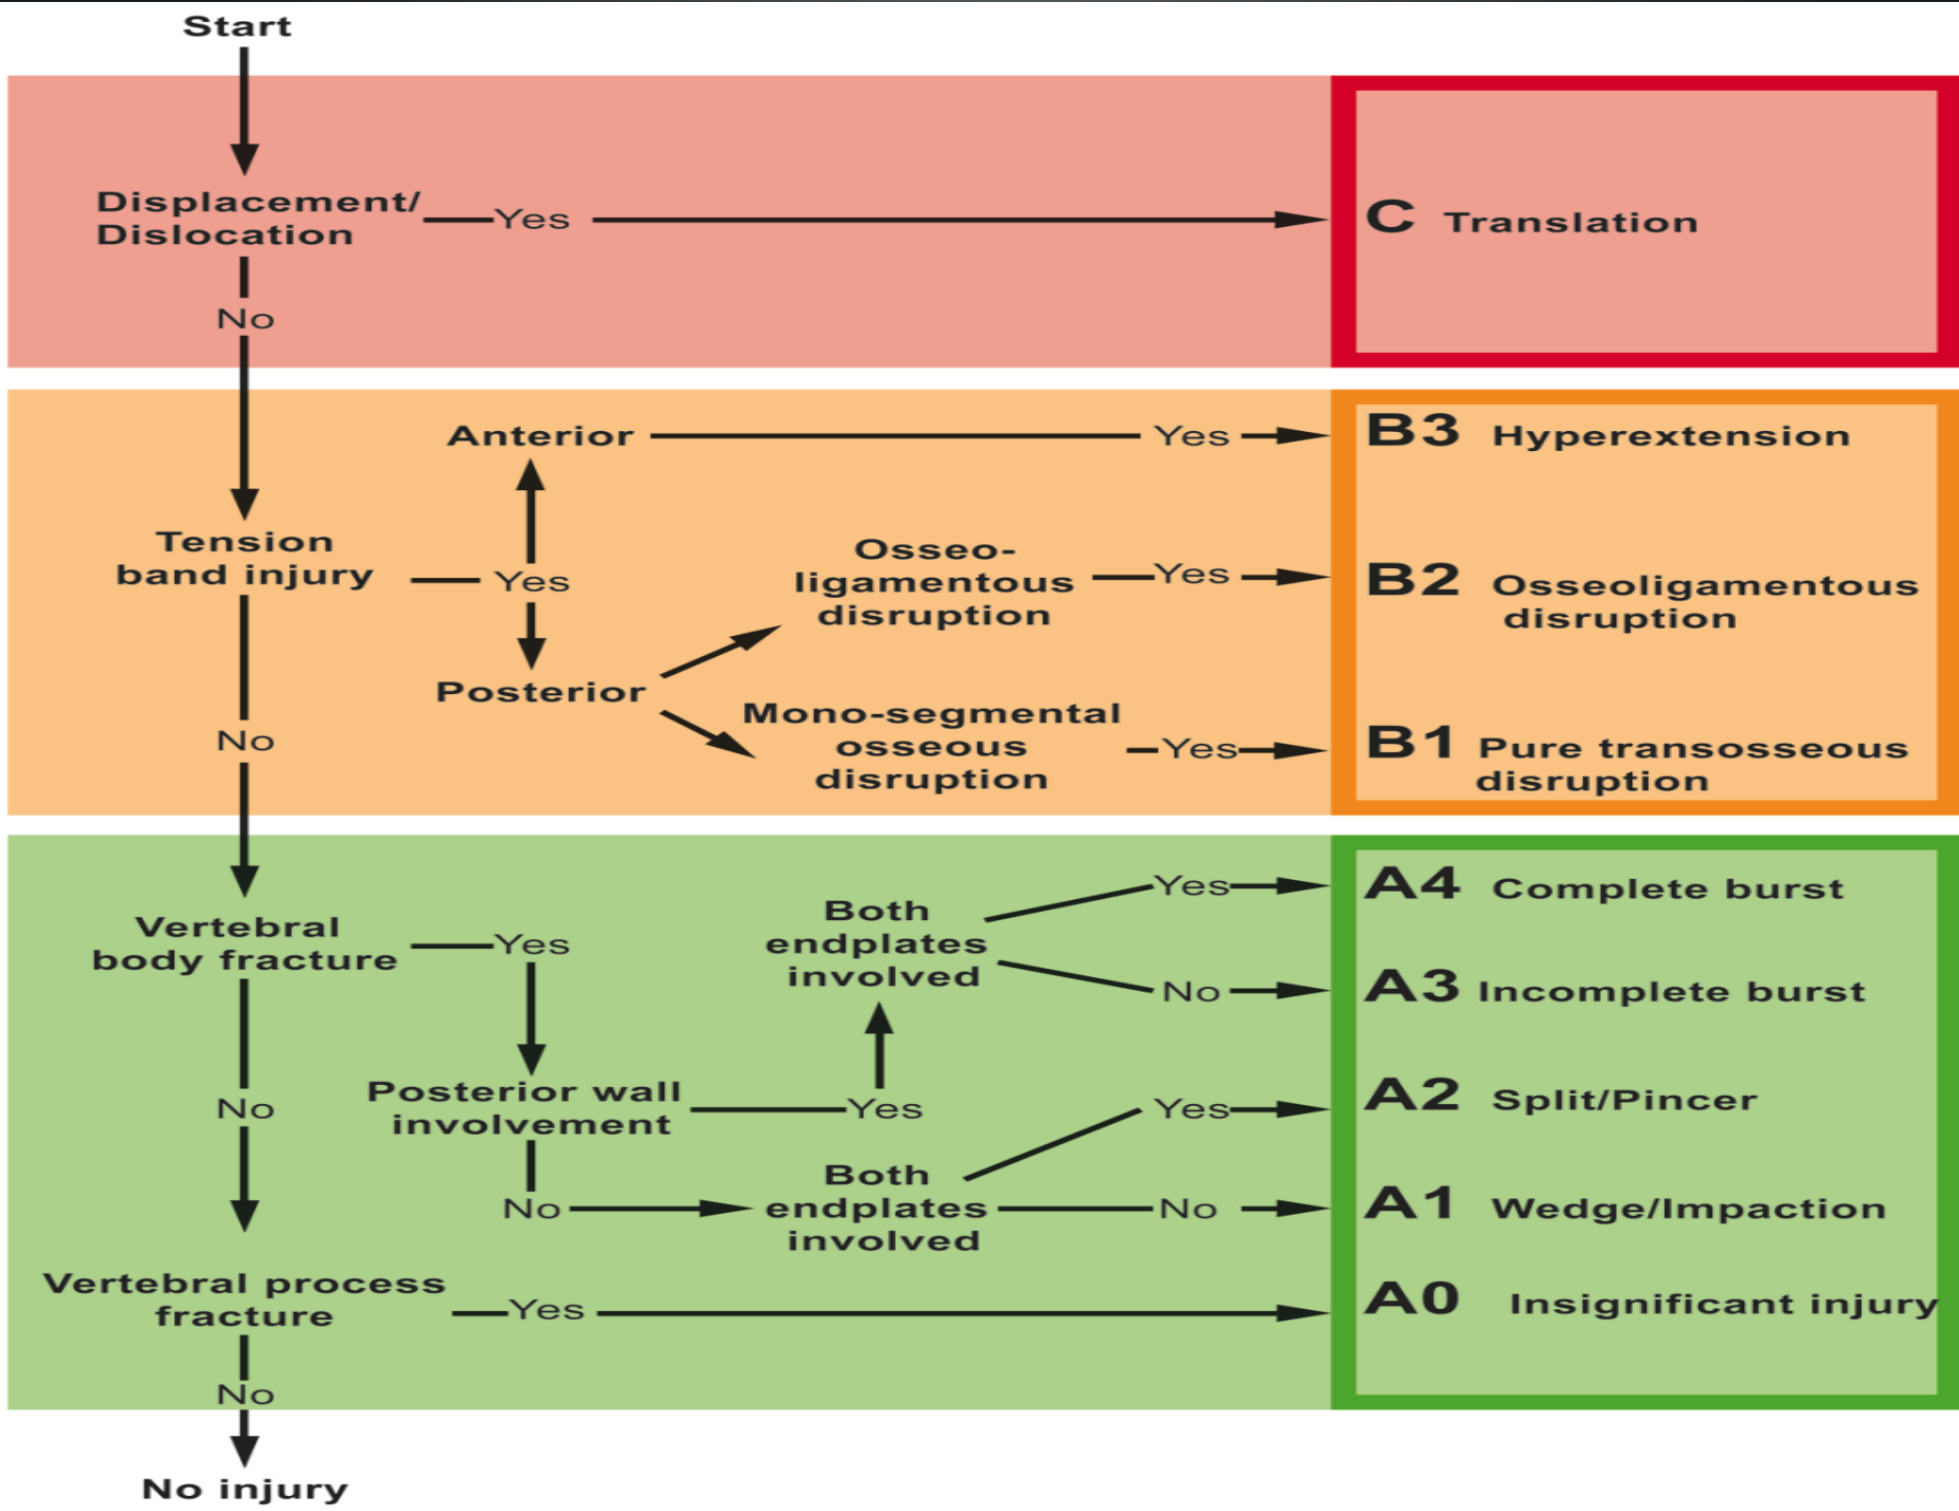 Start
Displacement/
Dislocation
Yes
C Translation
No
Anterior
Yes
B3 Hyperextension
Tension
band injury
Yes
Osseo-
ligamentous
disruption
Yes
B2 Osseoligamentous
disruption
Posterior
Mono-segmental
osseous
disruption
Yes
B1 Pure transosseous
disruption
No
Vertebral
body fracture
Yes
Both
endplates
involved
Yes
A4 Complete burst
No
A3 Incomplete burst
No
Posterior wall
involvement
Yes
Yes
A2 Split/Pincer
No
Both
endplates
involved
No
A1 Wedge/Impaction
Vertebral process
fracture
Yes
A0 Insignificant injury
No
No injury